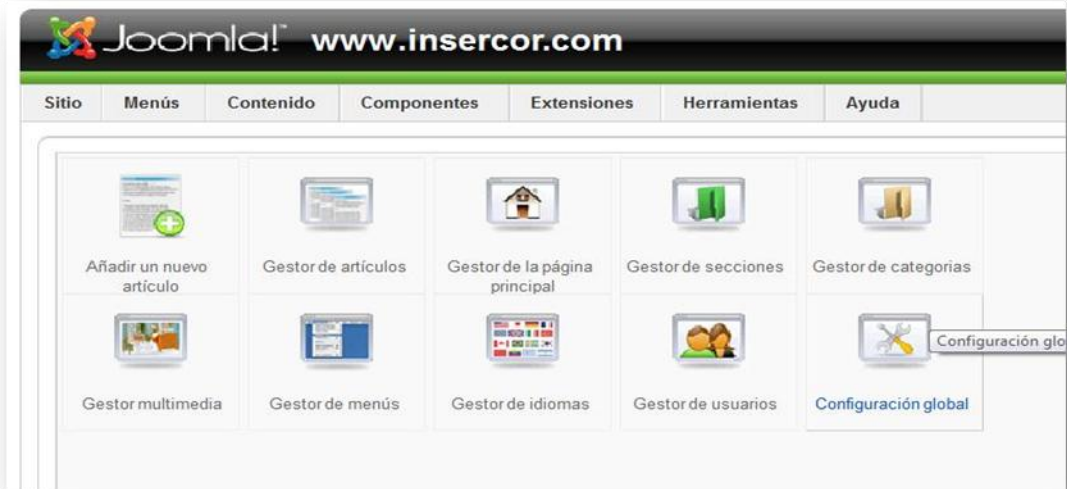 Joomla! www.insercor.com
Sitio Menús Contenido Componentes Extensiones Herramientas Ayuda
Añadir un nuevo artículo
Gestor de artículos
Gestor de la página principal
Gestor de secciones
Gestor de categorias
Gestor multimedia
Gestor de menús
Gestor de idiomas
Gestor de usuarios
Configuración global
Configuración glo